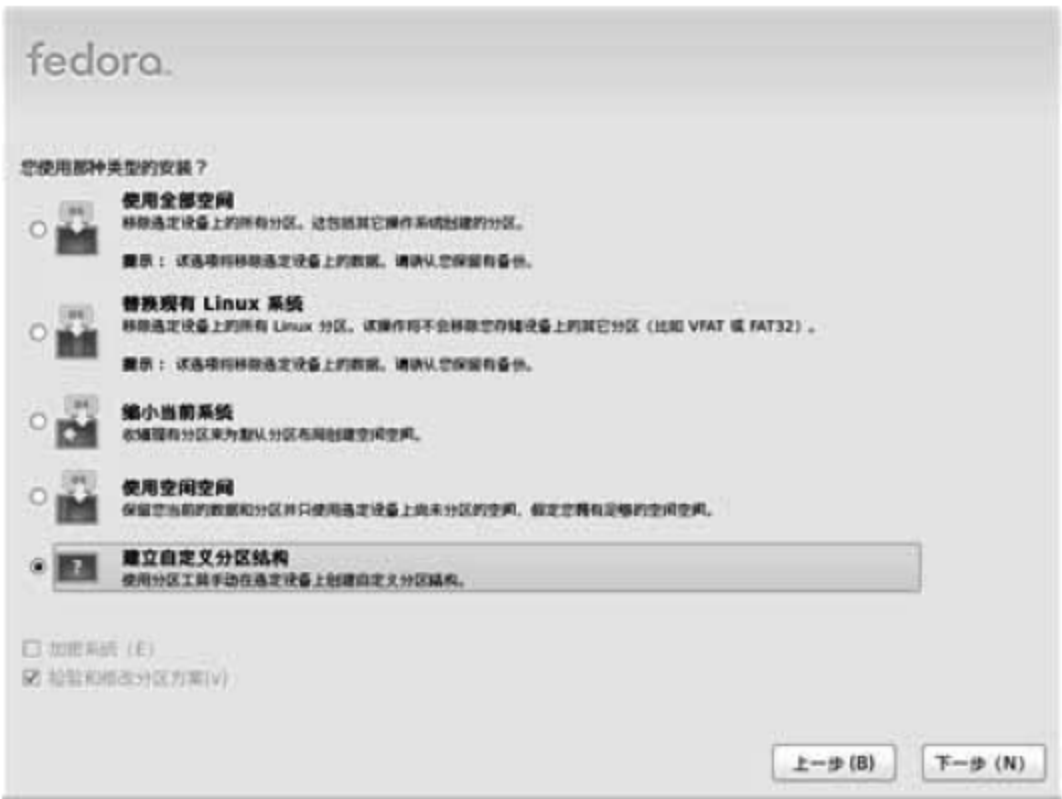 fedora.
您使用那种类型的安装？
使用全部空间
移除选定设备上的所有分区。这包括其它操作系统创建的分区。
提示： 该选项将移除选定设备上的数据。请确认您保留有备份。
替换现有 Linux 系统
移除选定设备上的所有 Linux 分区。该操作将不会移除您存储设备上的其它分区（比如 VFAT 或 FAT32）。
提示： 该选项将移除选定设备上的数据。请确认您保留有备份。
缩小当前系统
收缩现有分区来为默认分区布局创建空闲空间。
使用空闲空间
保留您当前的数据和分区并只使用选定设备上尚未分区的空间，假定您拥有足够的空闲空间。
?
建立自定义分区结构
使用分区工具手动在选定设备上创建自定义分区结构。
加密系统（E）
检验和修改分区方案(v)
上一步 (B)
下一步（N）